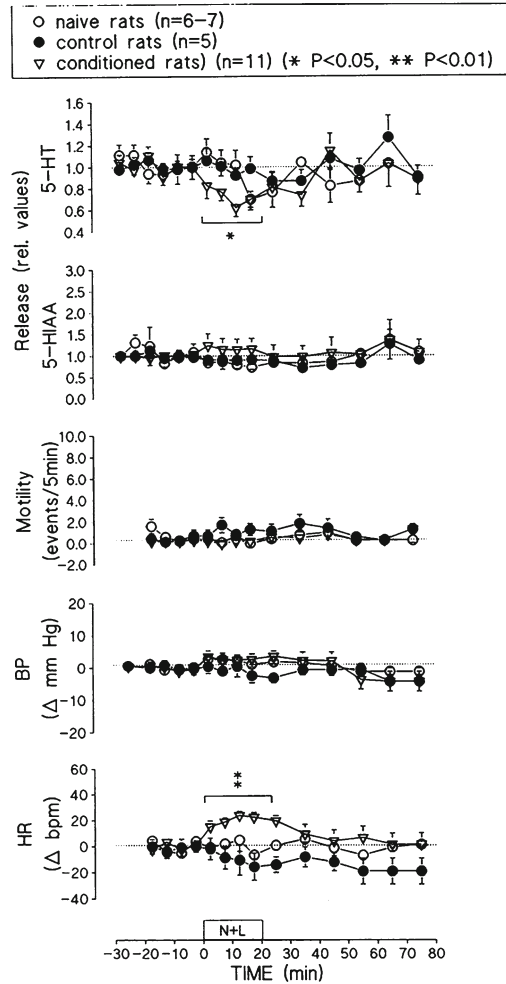 naive rats (n=6-7)
control rats (n=5)
conditioned rats) (n=11) (* P<0.05, ** P<0.01)
Release (rel. values)
5-HT
1.6
1.4
1.2
1.0
0.8
0.6
0.4
*
5-HIAA
3.0
2.5
2.0
1.5
1.0
0.5
0.0
Motility
(events/5min)
10.0
8.0
6.0
4.0
2.0
0.0
-2.0
BP
(Δ mm Hg)
20
10
0
-10
-20
HR
(Δ bpm)
60
40
20
0
-20
-40
**
N+L
-30 -20 -10 0 10 20 30 40 50 60 70 80
TIME (min)